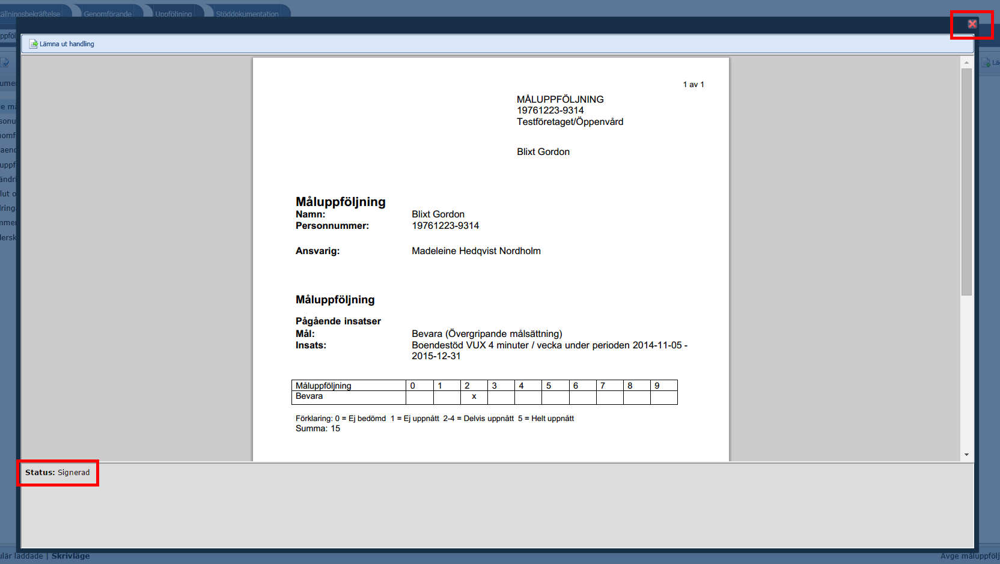 ällningsbekräftelse Genomförande Uppföljning Stöddokumentation
Lämna ut handling
1 av 1
MÅLUPPFÖLJNING
19761223-9314
Testföretaget/Öppenvård
Blixt Gordon
Måluppföljning
Namn: Blixt Gordon
Personnummer: 19761223-9314
Ansvarig: Madeleine Hedqvist Nordholm
Måluppföljning
Pågående insatser
Mål: Bevara (Övergripande målsättning)
Insats: Boendestöd VUX 4 minuter / vecka under perioden 2014-11-05 -
2015-12-31
Måluppföljning 0 1 2 3 4 5 6 7 8 9
Bevara x
Förklaring: 0 = Ej bedömd 1 = Ej uppnått 2-4 = Delvis uppnått 5 = Helt uppnått
Summa: 15
Status: Signerad
ulär laddade | Skrivläge
Avge måluppfölj